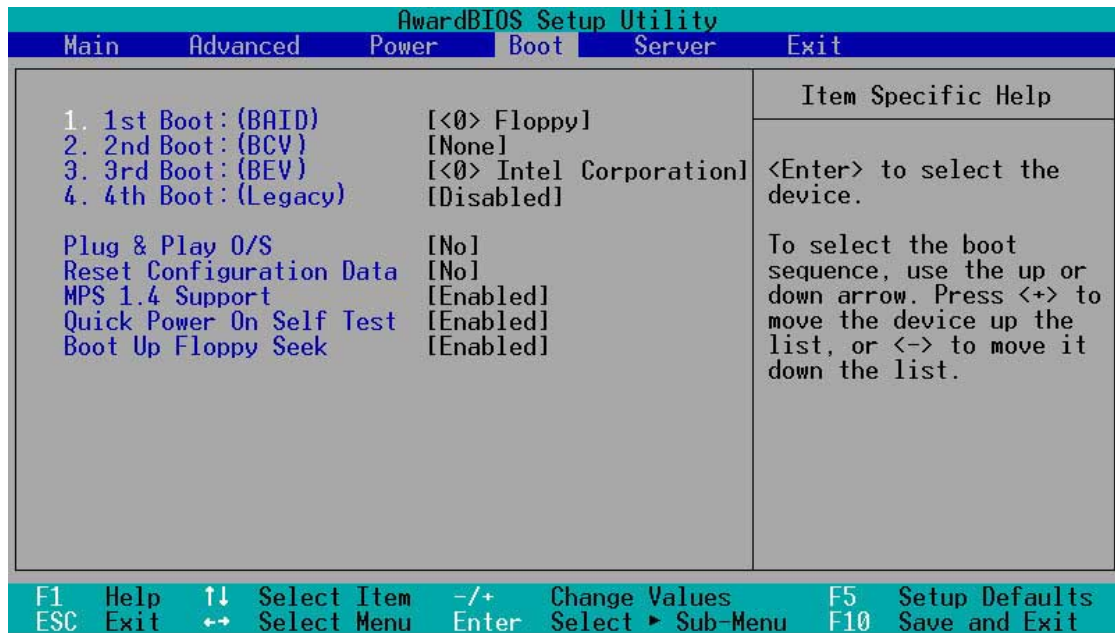 AwardBIOS Setup Utility
Main Advanced Power Boot Server Exit
1. 1st Boot:(BAID) [<0> Floppy]
2. 2nd Boot:(BCV) [None]
3. 3rd Boot:(BEV) [<0> Intel Corporation]
4. 4th Boot:(Legacy) [Disabled]
Plug & Play O/S [No]
Reset Configuration Data [No]
MPS 1.4 Support [Enabled]
Quick Power On Self Test [Enabled]
Boot Up Floppy Seek [Enabled]
Item Specific Help
<Enter> to select the
device.
To select the boot
sequence, use the up or
down arrow. Press <+> to
move the device up the
list, or <-> to move it
down the list.
F1 Help ↑↓ Select Item -/+ Change Values F5 Setup Defaults
ESC Exit ←→ Select Menu Enter Select ► Sub-Menu F10 Save and Exit